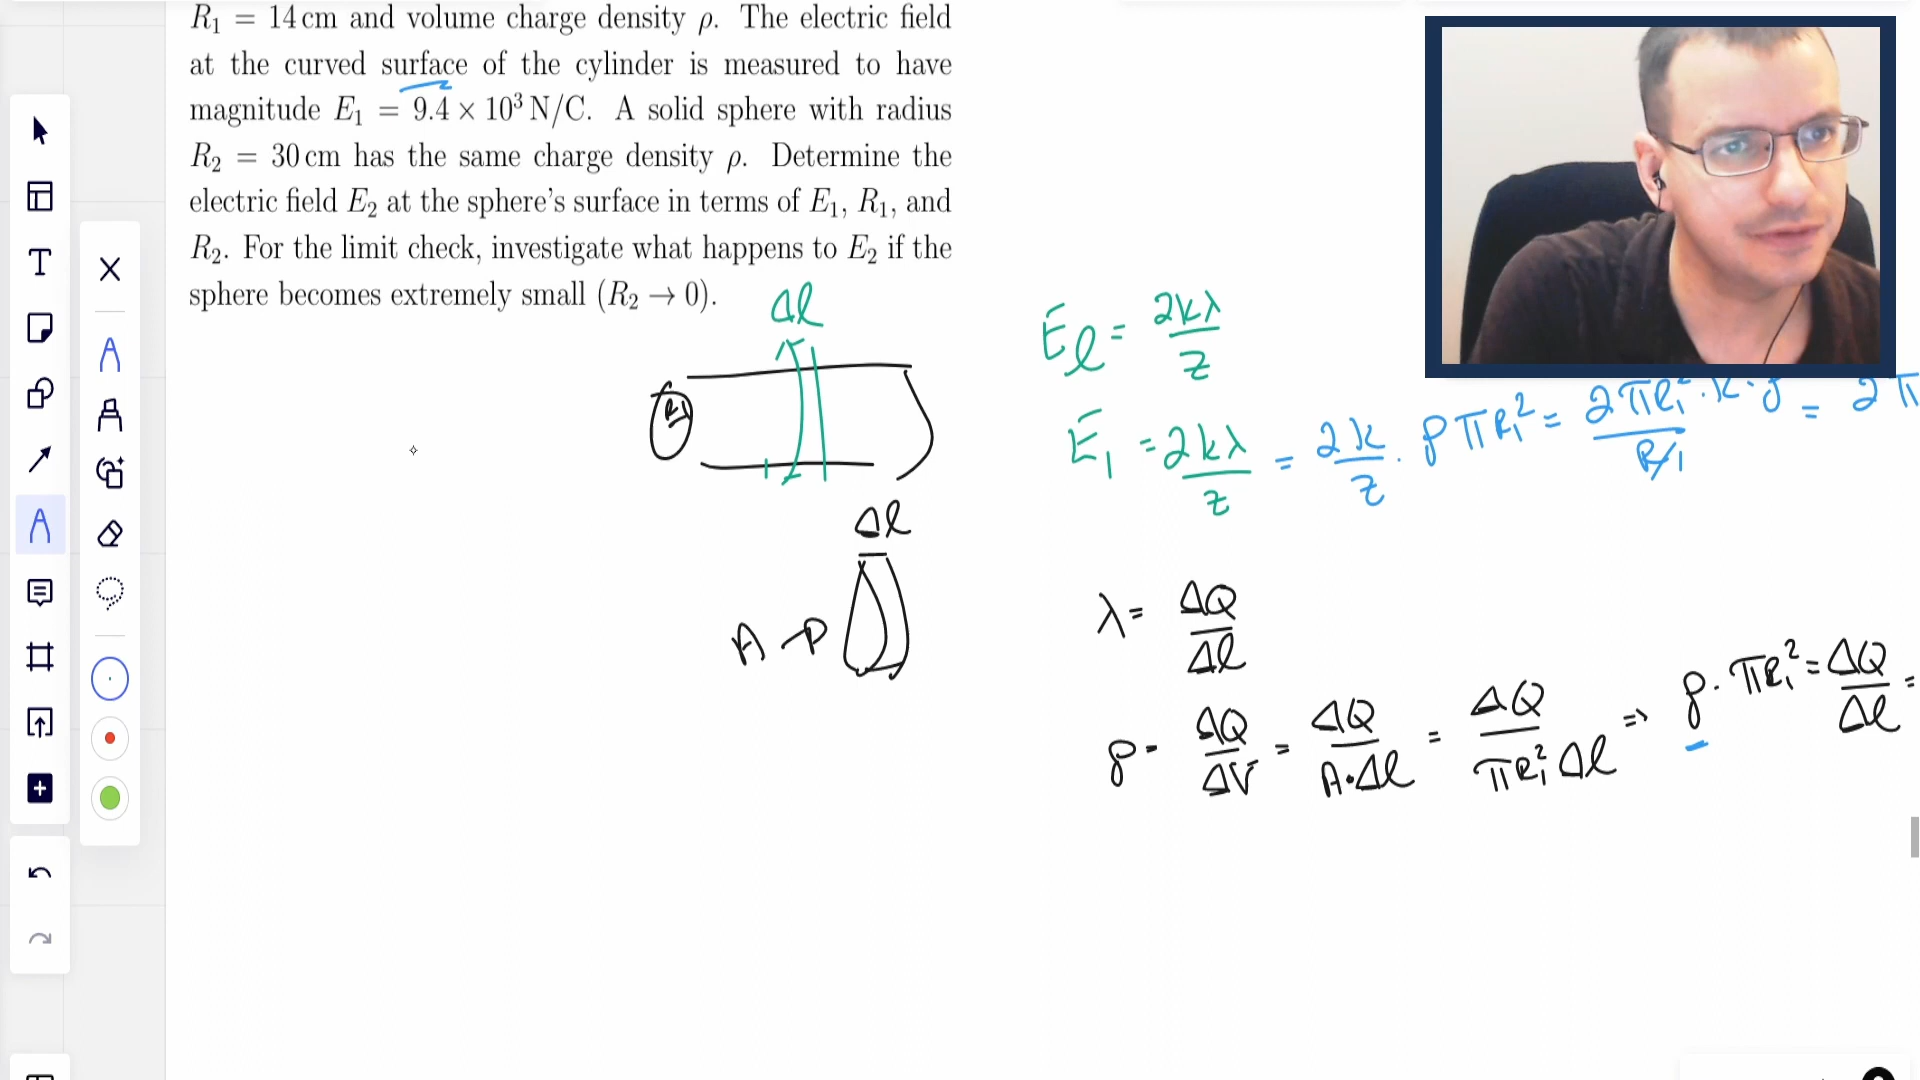 R₁ = 14 cm and volume charge density ρ. The electric field
at the curved surface of the cylinder is measured to have
magnitude E₁ = 9.4 × 10³ N/C. A solid sphere with radius
R₂ = 30 cm has the same charge density ρ. Determine the
electric field E₂ at the sphere's surface in terms of E₁, R₁, and
R₂. For the limit check, investigate what happens to E₂ if the
sphere becomes extremely small (R₂ → 0).
Δl
R₁
Δl
A →
E_l = 2kλ/z
E₁ = 2kλ/z = 2k/z · ρπR₁² = 2πR₁²·k·ρ/R₁ = 2π
λ = ΔQ/Δl
ρ = ΔQ/ΔV = ΔQ/A·Δl = ΔQ/πR₁²Δl ⇒ ρ·πR₁² = ΔQ/Δl =
T